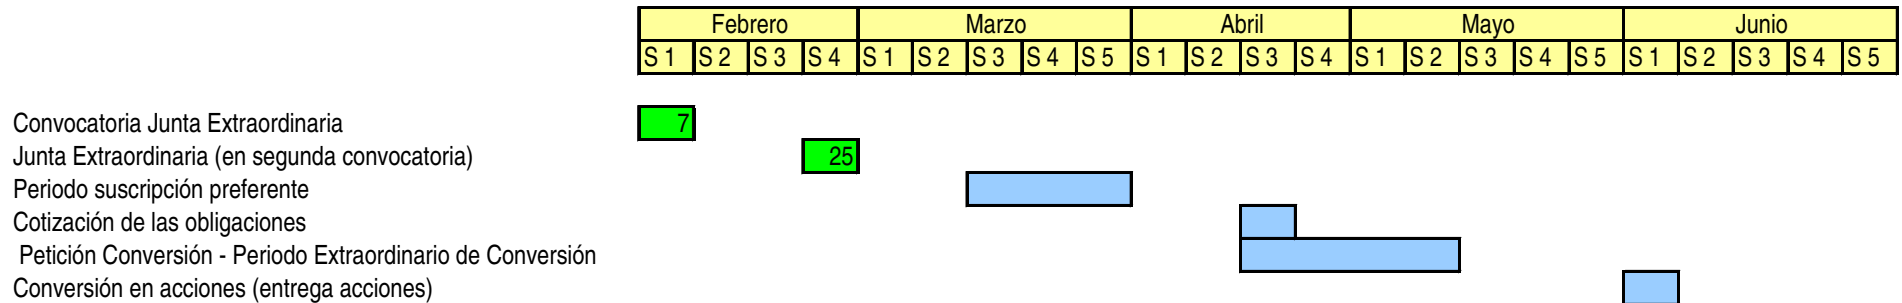 Febrero Marzo Abril Mayo Junio
S 1 S 2 S 3 S 4 S 1 S 2 S 3 S 4 S 5 S 1 S 2 S 3 S 4 S 1 S 2 S 3 S 4 S 5 S 1 S 2 S 3 S 4 S 5
Convocatoria Junta Extraordinaria 7
Junta Extraordinaria (en segunda convocatoria) 25
Periodo suscripción preferente
Cotización de las obligaciones
Petición Conversión - Periodo Extraordinario de Conversión
Conversión en acciones (entrega acciones)